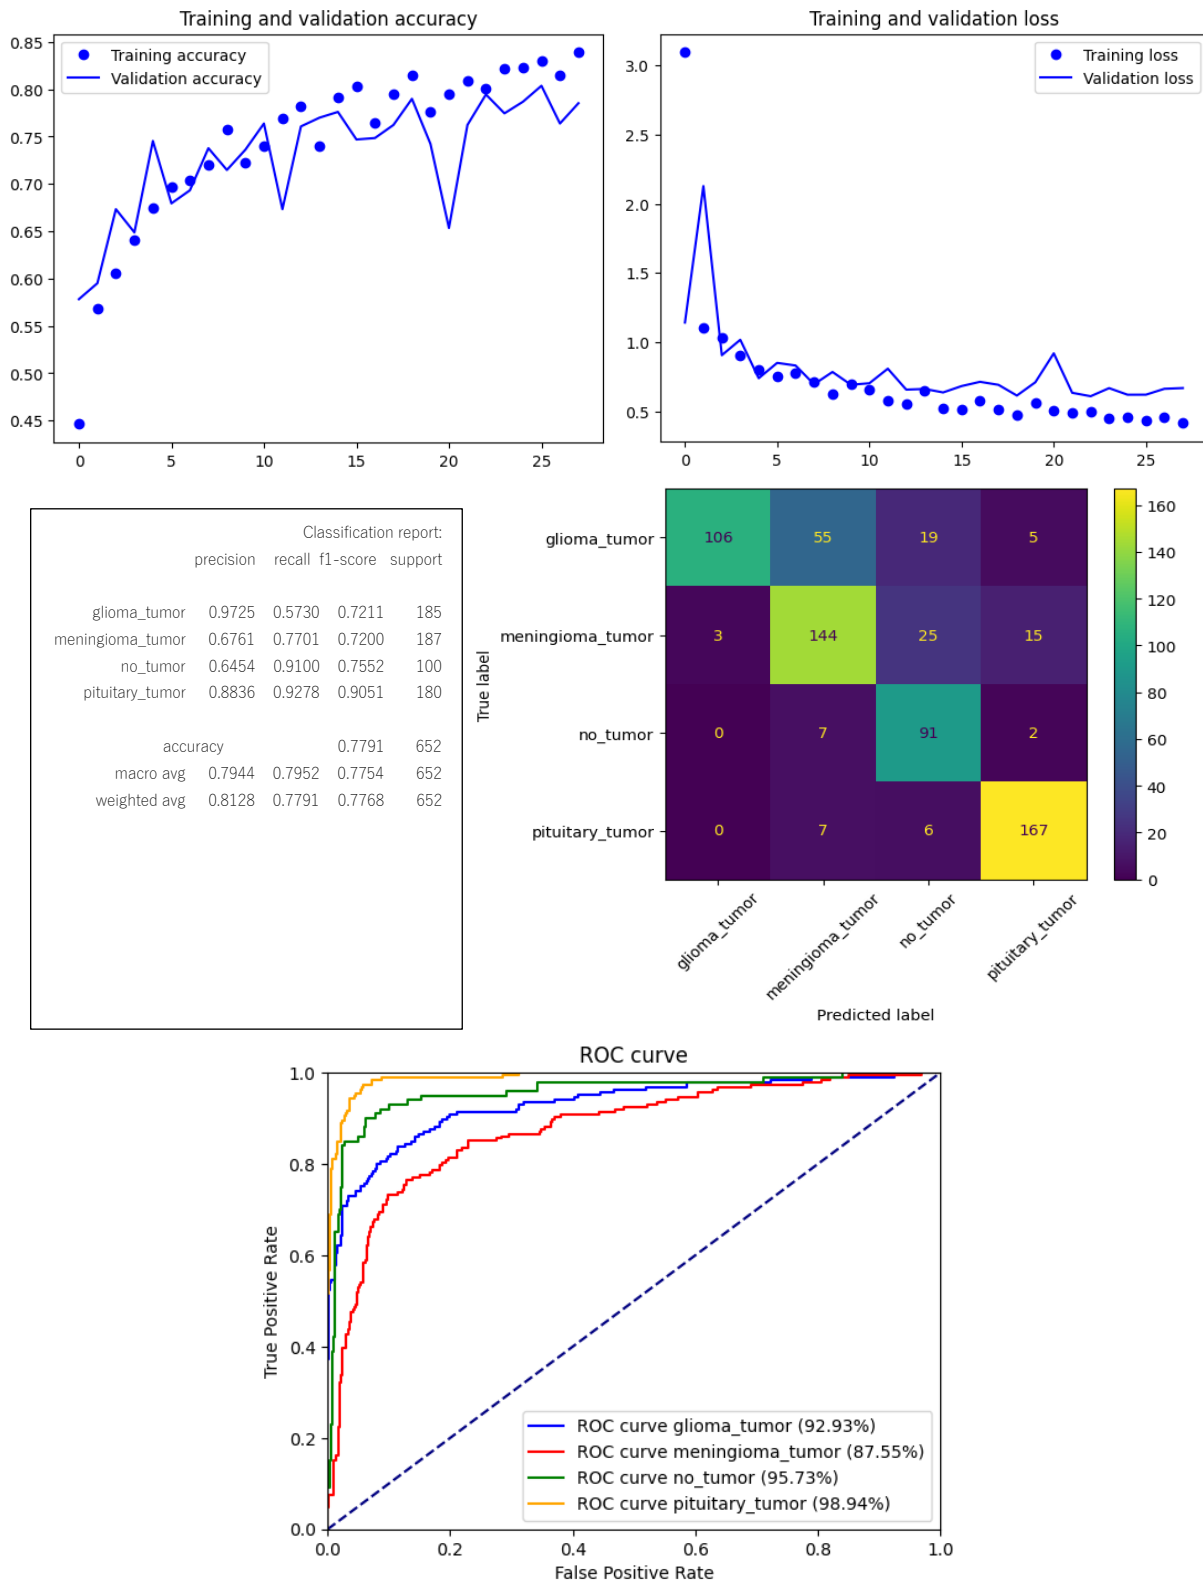 Training and validation accuracy
Training accuracy
Validation accuracy
0.85
0.80
0.75
0.70
0.65
0.60
0.55
0.50
0.45
0 5 10 15 20 25
Training and validation loss
Training loss
Validation loss
3.0
2.5
2.0
1.5
1.0
0.5
0 5 10 15 20 25
Classification report:
precision recall f1-score support
glioma_tumor 0.9725 0.5730 0.7211 185
meningioma_tumor 0.6761 0.7701 0.7200 187
no_tumor 0.6454 0.9100 0.7552 100
pituitary_tumor 0.8836 0.9278 0.9051 180
accuracy 0.7791 652
macro avg 0.7944 0.7952 0.7754 652
weighted avg 0.8128 0.7791 0.7768 652
True label
glioma_tumor 106 55 19 5
meningioma_tumor 3 144 25 15
no_tumor 0 7 91 2
pituitary_tumor 0 7 6 167
glioma_tumor meningioma_tumor no_tumor pituitary_tumor
Predicted label
160
140
120
100
80
60
40
20
0
ROC curve
True Positive Rate
1.0
0.8
0.6
0.4
0.2
0.0
ROC curve glioma_tumor (92.93%)
ROC curve meningioma_tumor (87.55%)
ROC curve no_tumor (95.73%)
ROC curve pituitary_tumor (98.94%)
0.0 0.2 0.4 0.6 0.8 1.0
False Positive Rate